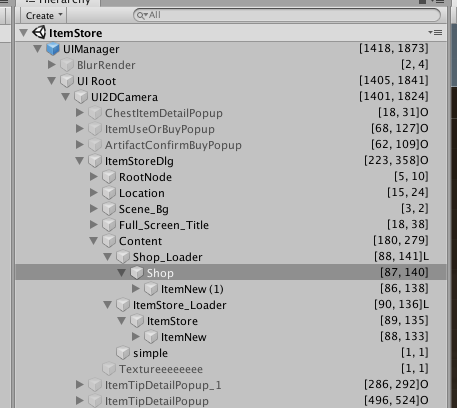 Hierarchy
Create All
ItemStore
UIManager [1418, 1873]
BlurRender [2, 4]
UI Root [1405, 1841]
UI2DCamera [1401, 1824]
ChestItemDetailPopup [18, 31]O
ItemUseOrBuyPopup [68, 127]O
ArtifactConfirmBuyPopup [62, 109]O
ItemStoreDlg [223, 358]O
RootNode [5, 10]
Location [15, 24]
Scene_Bg [3, 2]
Full_Screen_Title [18, 38]
Content [180, 279]
Shop_Loader [88, 141]L
Shop [87, 140]
ItemNew (1) [86, 138]
ItemStore_Loader [90, 136]L
ItemStore [89, 135]
ItemNew [88, 133]
simple [1, 1]
Textureeeeeeee [1, 1]
ItemTipDetailPopup_1 [286, 292]O
ItemTipDetailPopup [496, 524]O